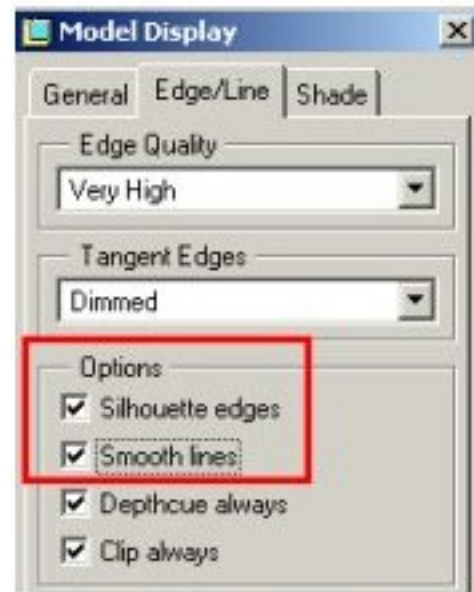 Model Display
General Edge/Line Shade
Edge Quality
Very High
Tangent Edges
Dimmed
Options
Silhouette edges
Smooth lines
Depthcue always
Clip always